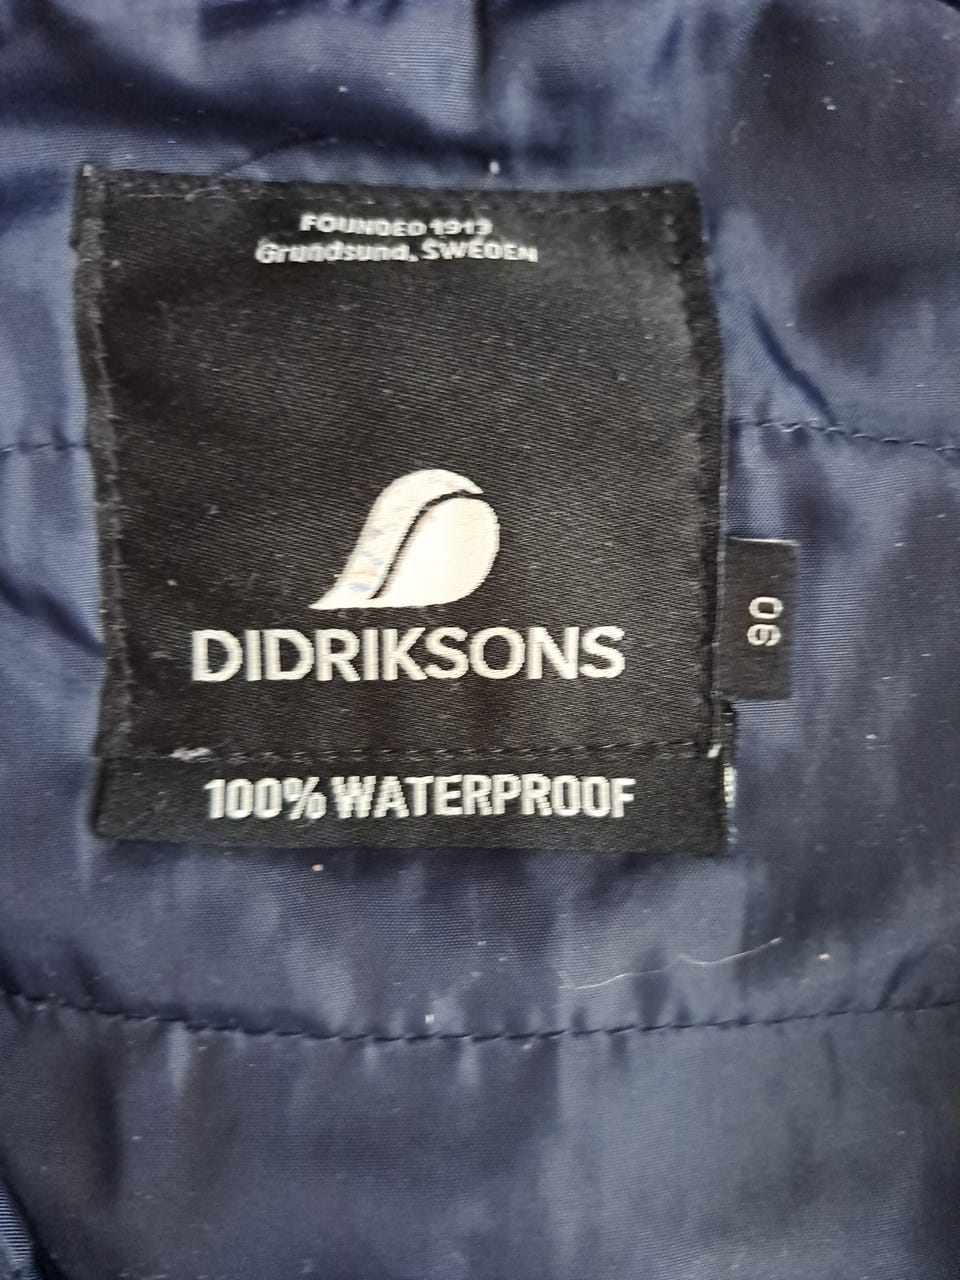 FOUNDED 1913
Grundsund, SWEDEN
DIDRIKSONS
100% WATERPROOF
90